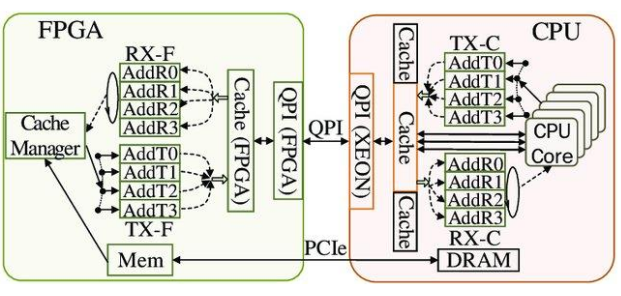 FPGA
RX-F
AddR0
AddR1
AddR2
AddR3
Cache
Manager
AddT0
AddT1
AddT2
AddT3
TX-F
Mem
Cache (FPGA)
QPI (FPGA)
QPI
PCIe
CPU
QPI (XEON)
Cache
Cache
Cache
TX-C
AddT0
AddT1
AddT2
AddT3
CPU
Core
AddR0
AddR1
AddR2
AddR3
RX-C
DRAM